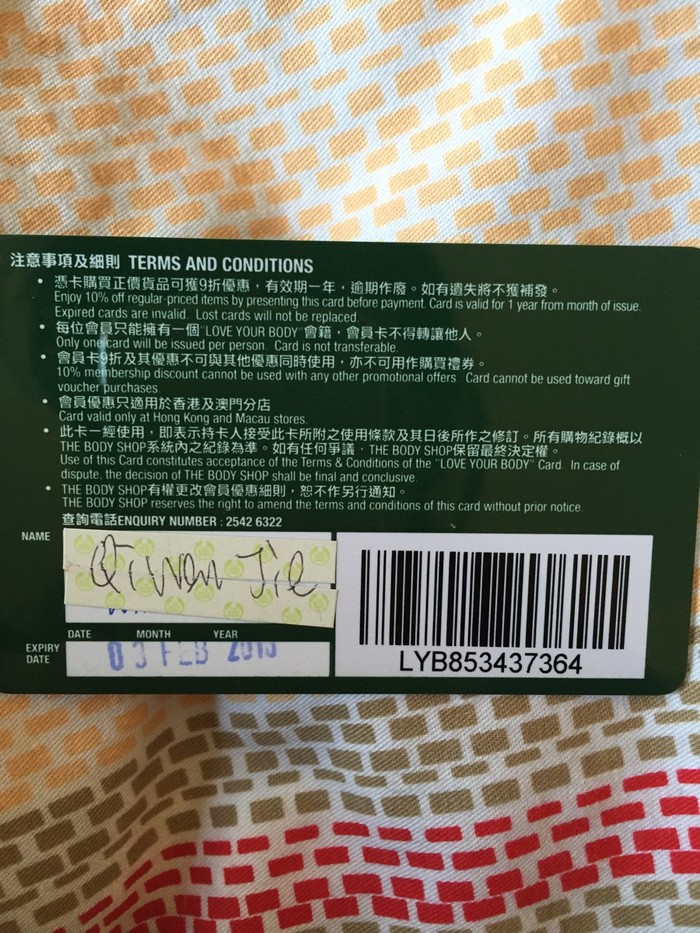 注意事項及細則 TERMS AND CONDITIONS
• 憑卡購買正價貨品可獲9折優惠，有效期一年，逾期作廢。如有遺失將不獲補發。
Enjoy 10% off regular-priced items by presenting this card before payment. Card is valid for 1 year from month of issue.
Expired cards are invalid. Lost cards will not be replaced.
• 每位會員只能擁有一個"LOVE YOUR BODY"會籍，會員卡不得轉讓他人。
Only one card will be issued per person. Card is not transferable.
• 會員卡9折及其優惠不可與其他優惠同時使用，亦不可用作購買禮券。
10% membership discount cannot be used with any other promotional offers. Card cannot be used toward gift
voucher purchases.
• 會員優惠只適用於香港及澳門分店
Card valid only at Hong Kong and Macau stores.
• 此卡一經使用，即表示持卡人接受此卡所附之使用條款及其日後所作之修訂。所有購物紀錄概以
THE BODY SHOP系統內之紀錄為準。如有任何爭議，THE BODY SHOP保留最終決定權。
Use of this Card constitutes acceptance of the Terms & Conditions of the "LOVE YOUR BODY" Card. In case of
dispute, the decision of THE BODY SHOP shall be final and conclusive.
• THE BODY SHOP有權更改會員優惠細則，恕不作另行通知。
THE BODY SHOP reserves the right to amend the terms and conditions of this card without prior notice.
查詢電話ENQUIRY NUMBER : 2542 6322
NAME
Jie
DATE MONTH YEAR
EXPIRY
DATE
03 FEB
LYB853437364